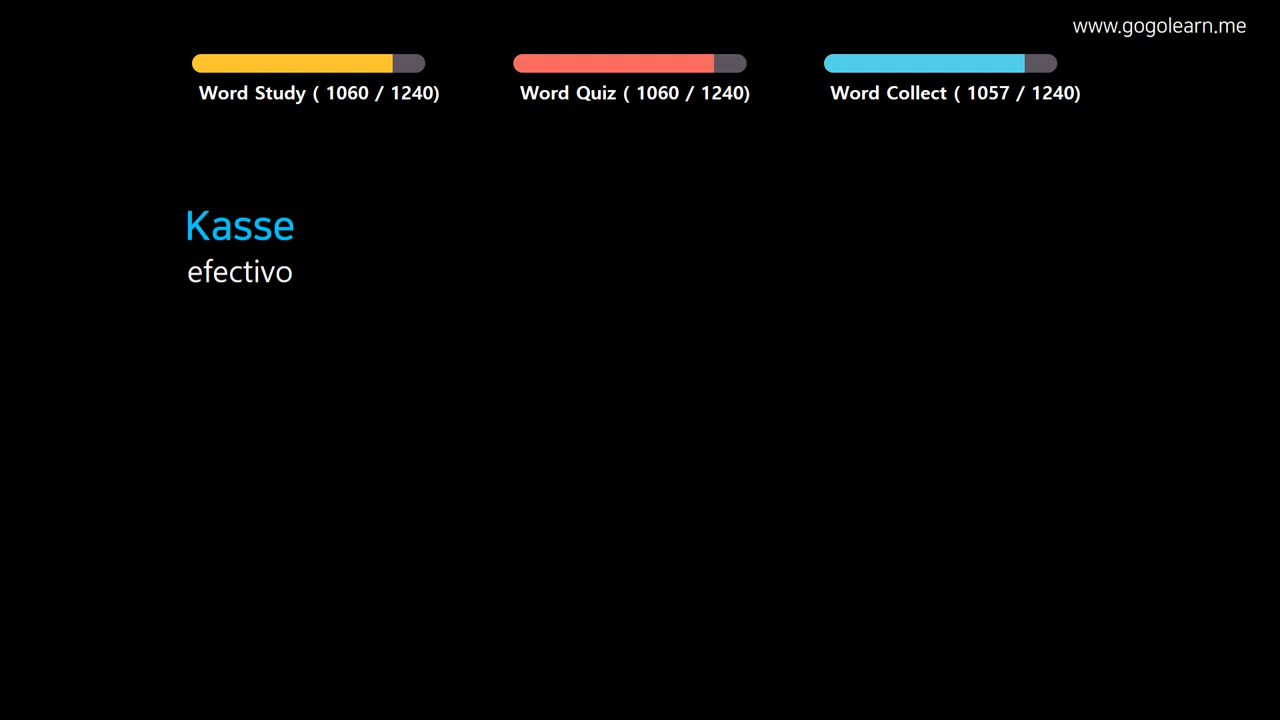 www.gogolearn.me
Word Study ( 1060 / 1240)
Word Quiz ( 1060 / 1240)
Word Collect ( 1057 / 1240)
Kasse
efectivo